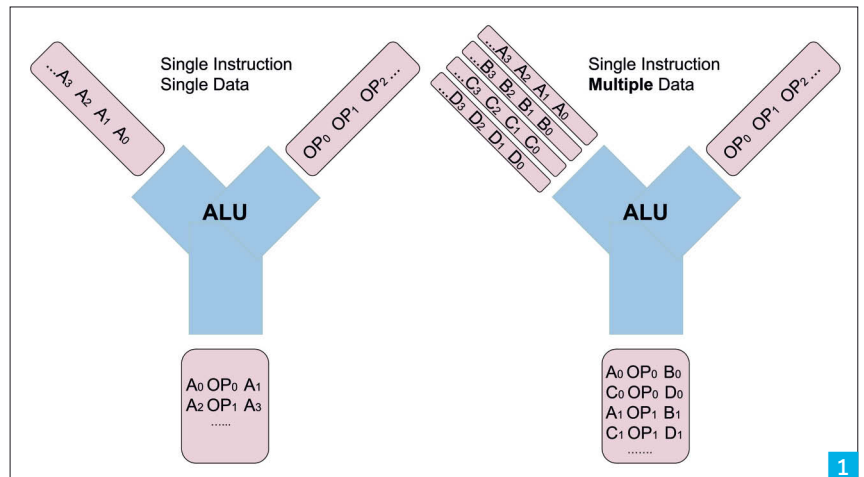 Single Instruction
Single Data
...A₃ A₂ A₁ A₀
OP₀ OP₁ OP₂ ...
ALU
A₀ OP₀ A₁
A₂ OP₁ A₃
......
Single Instruction
Multiple Data
...A₃ A₂ A₁ A₀
...B₃ B₂ B₁ B₀
...C₃ C₂ C₁ C₀
...D₃ D₂ D₁ D₀
OP₀ OP₁ OP₂ ...
ALU
A₀ OP₀ B₀
C₀ OP₀ D₀
A₁ OP₁ B₁
C₁ OP₁ D₁
.......
1